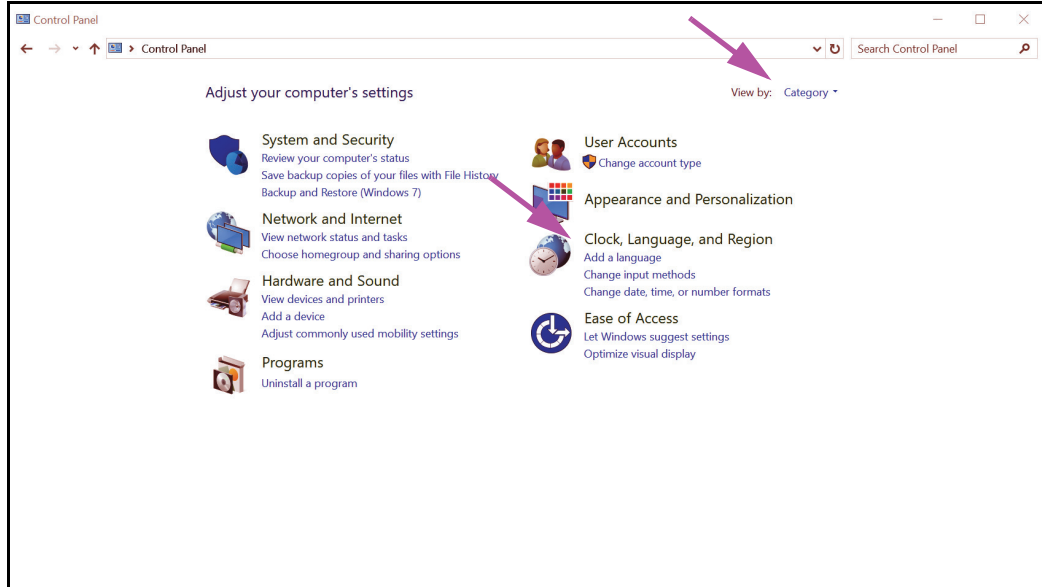 Control Panel
Control Panel
Search Control Panel
Adjust your computer's settings
View by: Category
System and Security
Review your computer's status
Save backup copies of your files with File History
Backup and Restore (Windows 7)
Network and Internet
View network status and tasks
Choose homegroup and sharing options
Hardware and Sound
View devices and printers
Add a device
Adjust commonly used mobility settings
Programs
Uninstall a program
User Accounts
Change account type
Appearance and Personalization
Clock, Language, and Region
Add a language
Change input methods
Change date, time, or number formats
Ease of Access
Let Windows suggest settings
Optimize visual display